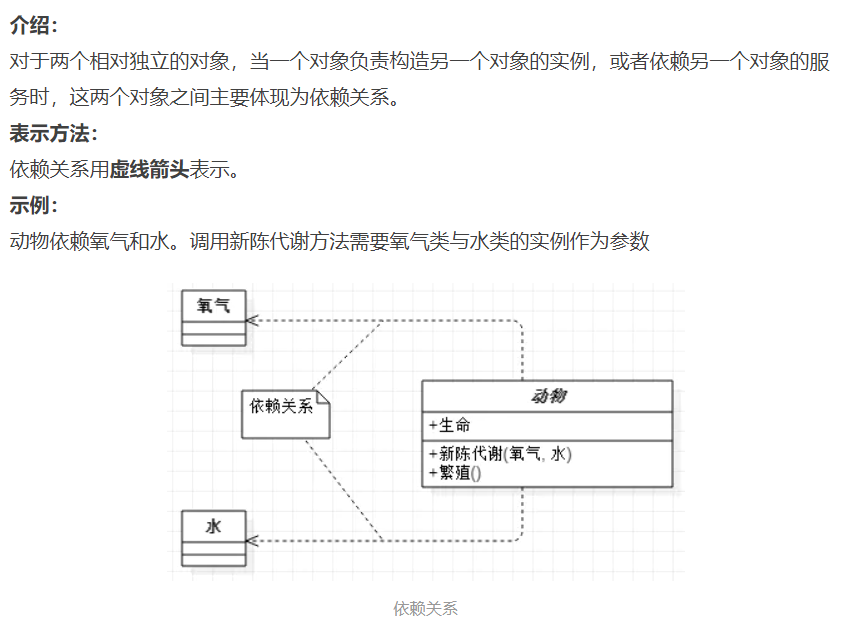 介绍：
对于两个相对独立的对象，当一个对象负责构造另一个对象的实例，或者依赖另一个对象的服
务时，这两个对象之间主要体现为依赖关系。
表示方法：
依赖关系用虚线箭头表示。
示例：
动物依赖氧气和水。调用新陈代谢方法需要氧气类与水类的实例作为参数
氧气
依赖关系
动物
+生命
+新陈代谢(氧气, 水)
+繁殖()
水
依赖关系